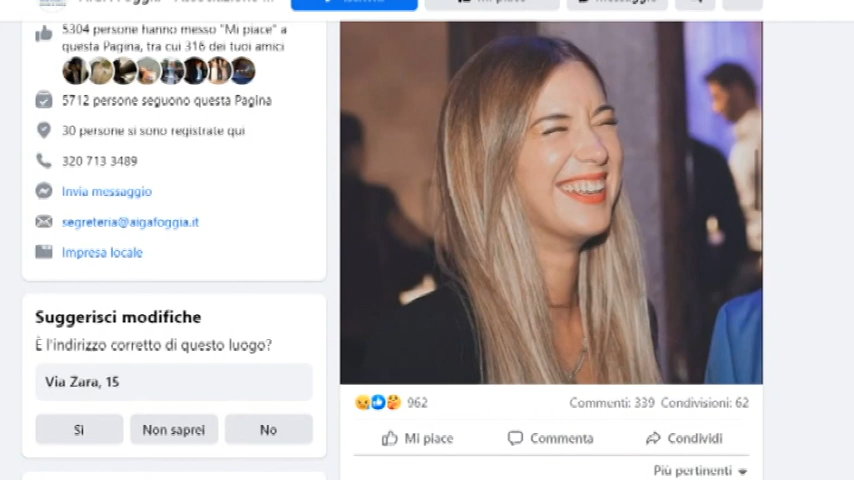 5304 persone hanno messo "Mi piace" a
questa Pagina, tra cui 316 dei tuoi amici
5712 persone seguono questa Pagina
30 persone si sono registrate qui
320 713 3489
Invia messaggio
segreteria@aigafoggia.it
Impresa locale
Suggerisci modifiche
È l'indirizzo corretto di questo luogo?
Via Zara, 15
Sì Non saprei No
962 Commenti: 339 Condivisioni: 62
Mi piace Commenta Condividi
Più pertinenti